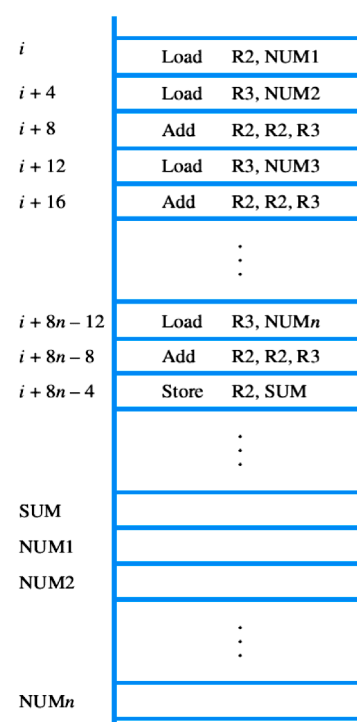 i Load R2, NUM1
i + 4 Load R3, NUM2
i + 8 Add R2, R2, R3
i + 12 Load R3, NUM3
i + 16 Add R2, R2, R3
i + 8n – 12 Load R3, NUMn
i + 8n – 8 Add R2, R2, R3
i + 8n – 4 Store R2, SUM
SUM
NUM1
NUM2
NUMn